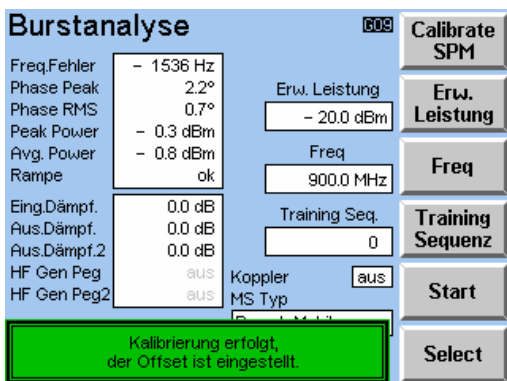 Burstanalyse
G09
Freq.Fehler - 1536 Hz
Phase Peak 2.2°
Phase RMS 0.7°
Peak Power - 0.3 dBm
Avg. Power - 0.8 dBm
Rampe ok
Eing.Dämpf. 0.0 dB
Aus.Dämpf. 0.0 dB
Aus.Dämpf.2 0.0 dB
HF Gen Peg aus
HF Gen Peg2 aus
Erw. Leistung
- 20.0 dBm
Freq
900.0 MHz
Training Seq.
0
Koppler aus
MS Typ
Kalibrierung erfolgt,
der Offset ist eingestellt.
Calibrate
SPM
Erw.
Leistung
Freq
Training
Sequenz
Start
Select